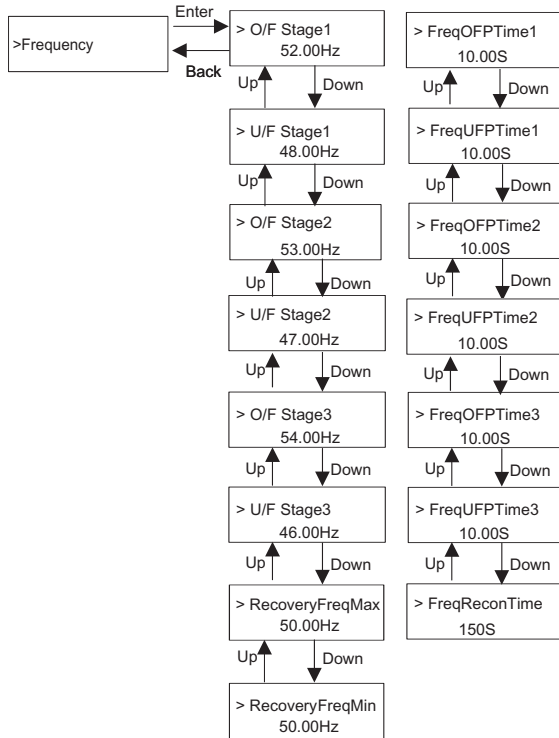 >Frequency
Enter
Back
> O/F Stage1
52.00Hz
Up
Down
> U/F Stage1
48.00Hz
Up
Down
> O/F Stage2
53.00Hz
Up
Down
> U/F Stage2
47.00Hz
Up
Down
> O/F Stage3
54.00Hz
Up
Down
> U/F Stage3
46.00Hz
Up
Down
> RecoveryFreqMax
50.00Hz
Up
Down
> RecoveryFreqMin
50.00Hz
> FreqOFPTime1
10.00S
Up
Down
> FreqUFPTime1
10.00S
Up
Down
> FreqOFPTime2
10.00S
Up
Down
> FreqUFPTime2
10.00S
Up
Down
> FreqOFPTime3
10.00S
Up
Down
> FreqUFPTime3
10.00S
Up
Down
> FreqReconTime
150S